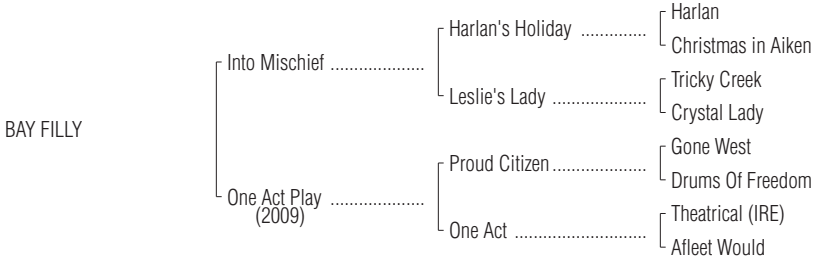 Harlan
Harlan's Holiday ..............
Christmas in Aiken
Into Mischief ....................
Tricky Creek
Leslie's Lady ....................
Crystal Lady
BAY FILLY
Gone West
Proud Citizen ....................
Drums Of Freedom
One Act Play ....................
(2009)
Theatrical (IRE)
One Act ............................
Afleet Would